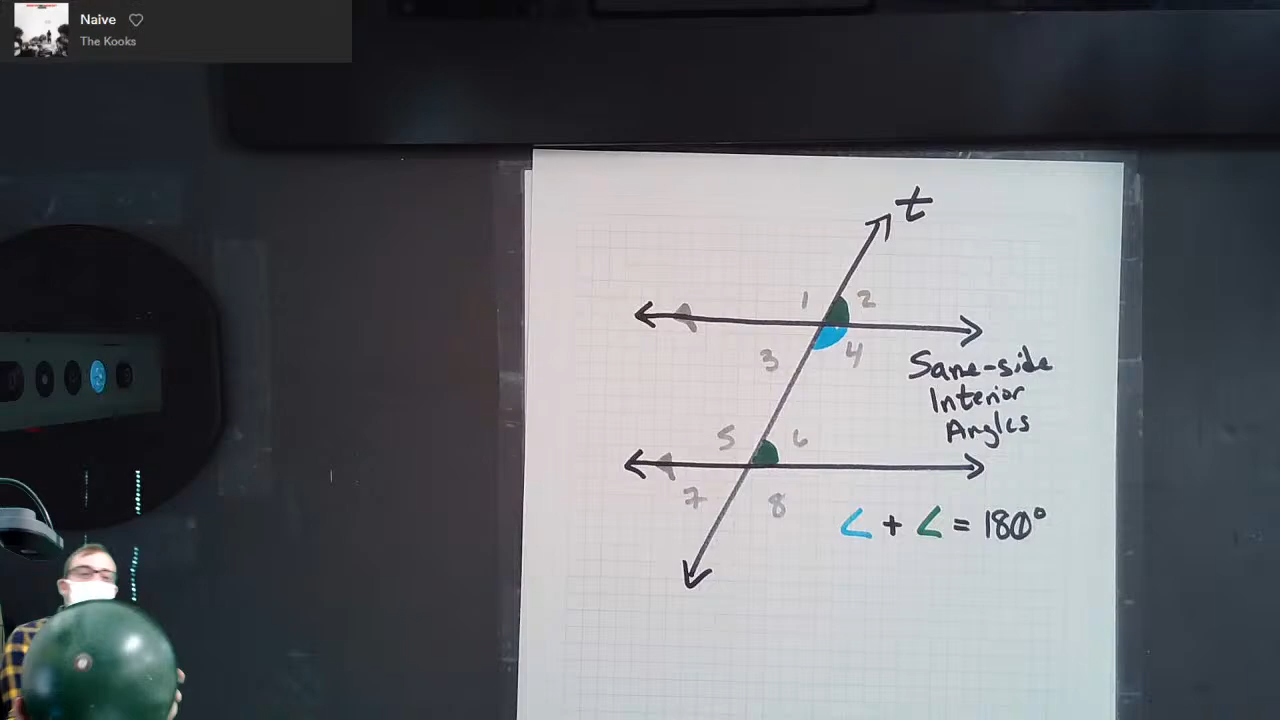 Naive
The Kooks
t
1 2
3 4
5 6
7 8
Same-side
Interior
Angles
∠ + ∠ = 180°